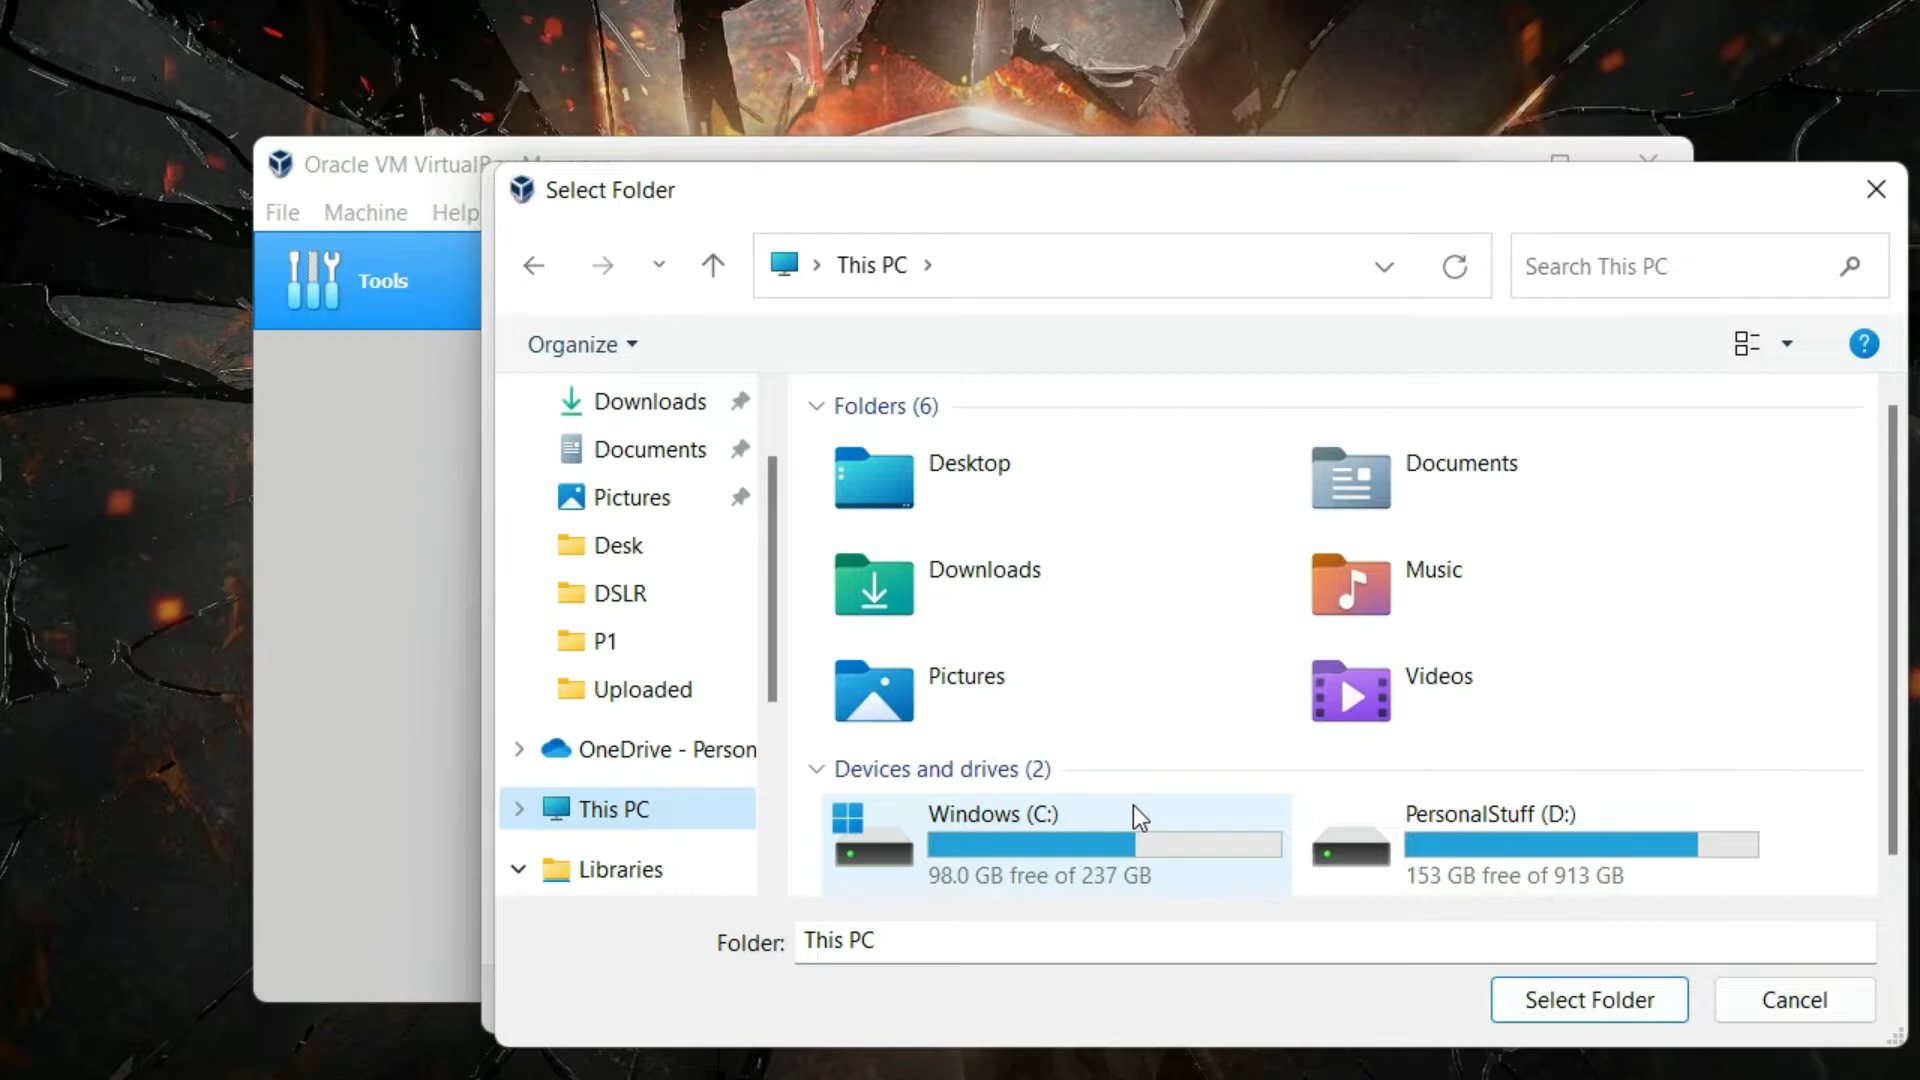 Oracle VM Virtual
File Machine Help
Tools
Select Folder
This PC
Search This PC
Organize
?
Downloads
Documents
Pictures
Desk
DSLR
P1
Uploaded
OneDrive - Person
This PC
Libraries
Folders (6)
Desktop
Documents
Downloads
Music
Pictures
Videos
Devices and drives (2)
Windows (C:)
98.0 GB free of 237 GB
PersonalStuff (D:)
153 GB free of 913 GB
Folder: This PC
Select Folder
Cancel